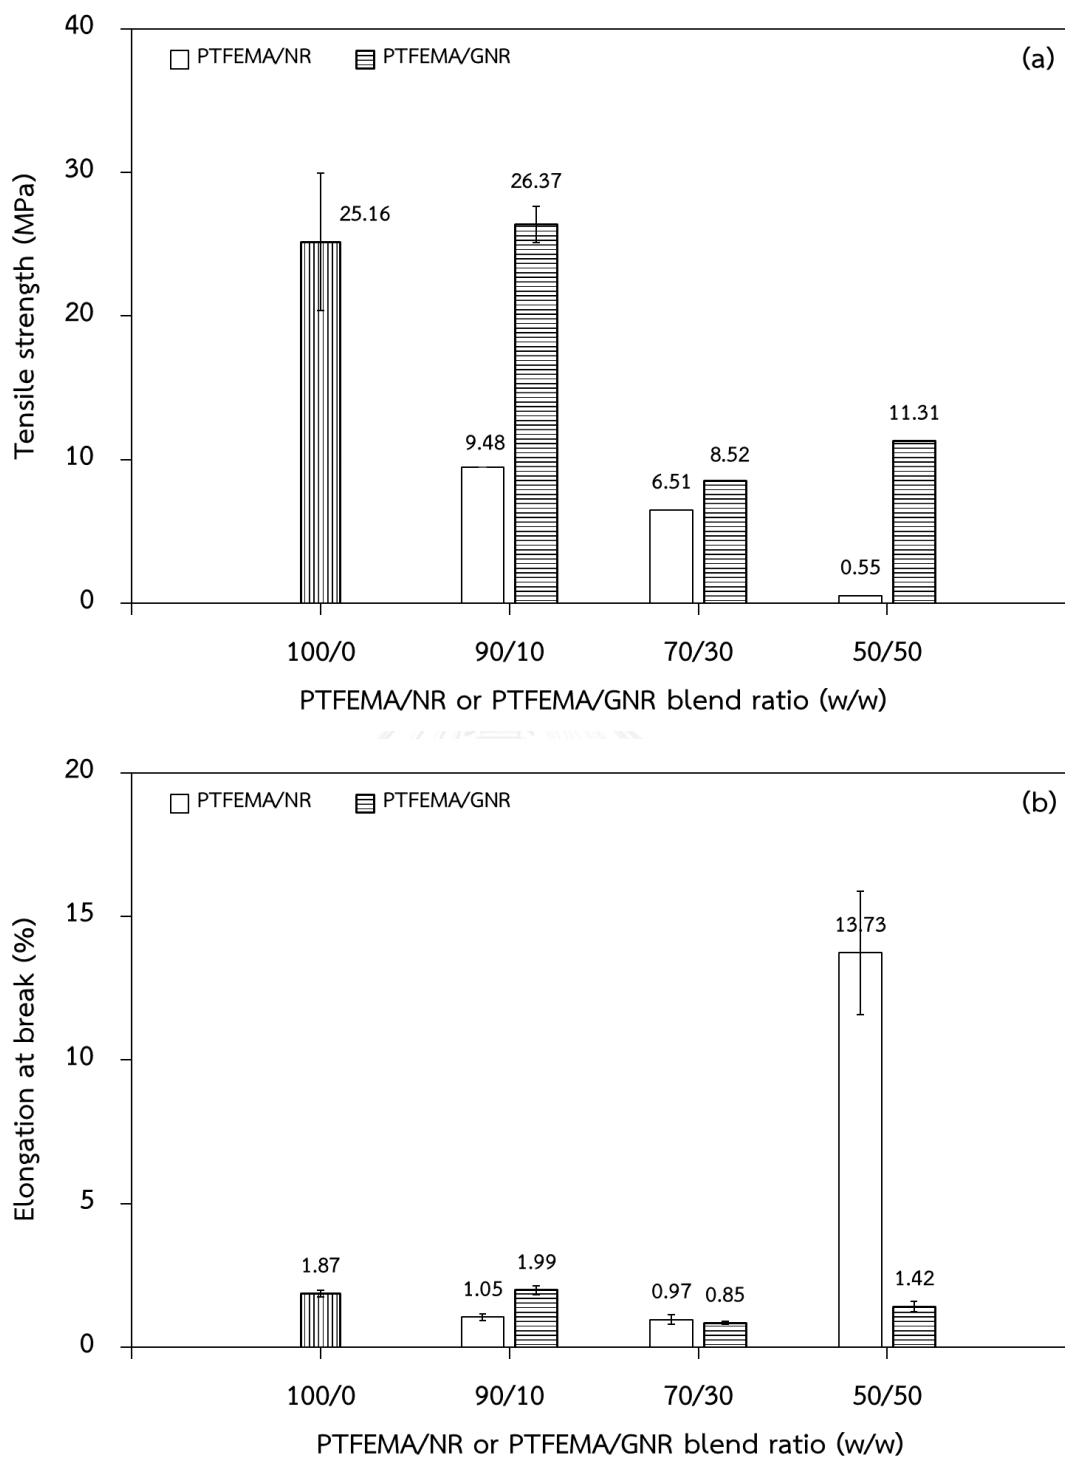 40
PTFEMA/NR PTFEMA/GNR (a)
30
26.37
25.16
20
11.31
9.48
8.52
6.51
10
0.55
0
Tensile strength (MPa)
100/0 90/10 70/30 50/50
PTFEMA/NR or PTFEMA/GNR blend ratio (w/w)
20
PTFEMA/NR PTFEMA/GNR (b)
15
13.73
10
5
1.87 1.05 1.99 0.97 0.85 1.42
0
Elongation at break (%)
100/0 90/10 70/30 50/50
PTFEMA/NR or PTFEMA/GNR blend ratio (w/w)